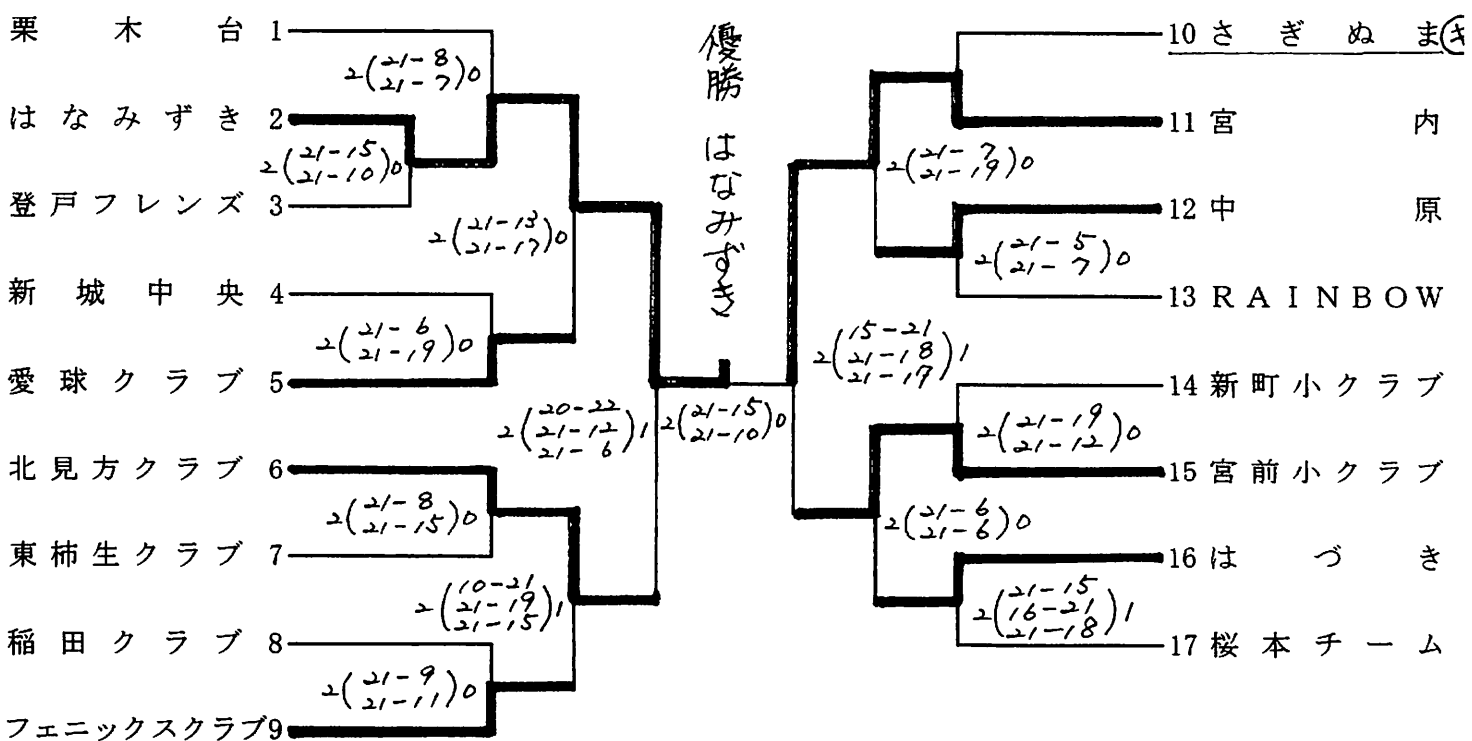 栗木台 1
2(21-8 21-7)0
はなみずき 2
2(21-15 21-10)0
登戸フレンズ 3
2(21-13 21-17)0
新城中央 4
2(21-6 21-19)0
愛球クラブ 5
2(20-22 21-12 21-6)1
北見方クラブ 6
2(21-8 21-15)0
東柿生クラブ 7
2(10-21 21-19 21-15)1
稲田クラブ 8
2(21-9 21-11)0
フェニックスクラブ9
優勝 はなみずき
2(21-15 21-10)0
10 さぎぬま
11 宮内
2(21-7 21-19)0
12 中原
2(21-5 21-7)0
13 RAINBOW
2(15-21 21-18 21-17)1
14 新町小クラブ
2(21-19 21-12)0
15 宮前小クラブ
2(21-6 21-6)0
16 はづき
2(21-15 16-21 21-18)1
17 桜本チーム